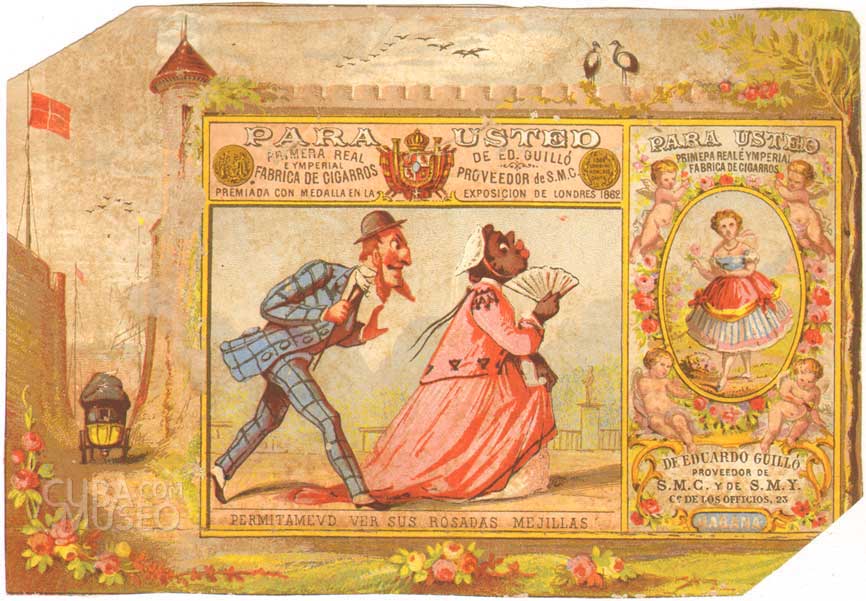 PARA USTED
PRIMERA REAL
E YMPERIAL
FABRICA DE CIGARROS
DE ED. GUILLÓ
PROVEEDOR de S.M.C.
PREMIADA CON MEDALLA EN LA EXPOSICION DE LONDRES 1862
PERMITAMEVD VER SUS ROSADAS MEJILLAS
PARA USTED
PRIMERA REAL E YMPERIAL
FABRICA DE CIGARROS
DE EDUARDO GUILLÓ
PROVEEDOR DE
S.M.C. Y DE S.M.Y.
Cᵉ DE LOS OFFICIOS, 23
HABANA
CUBA.COM
MUSEO